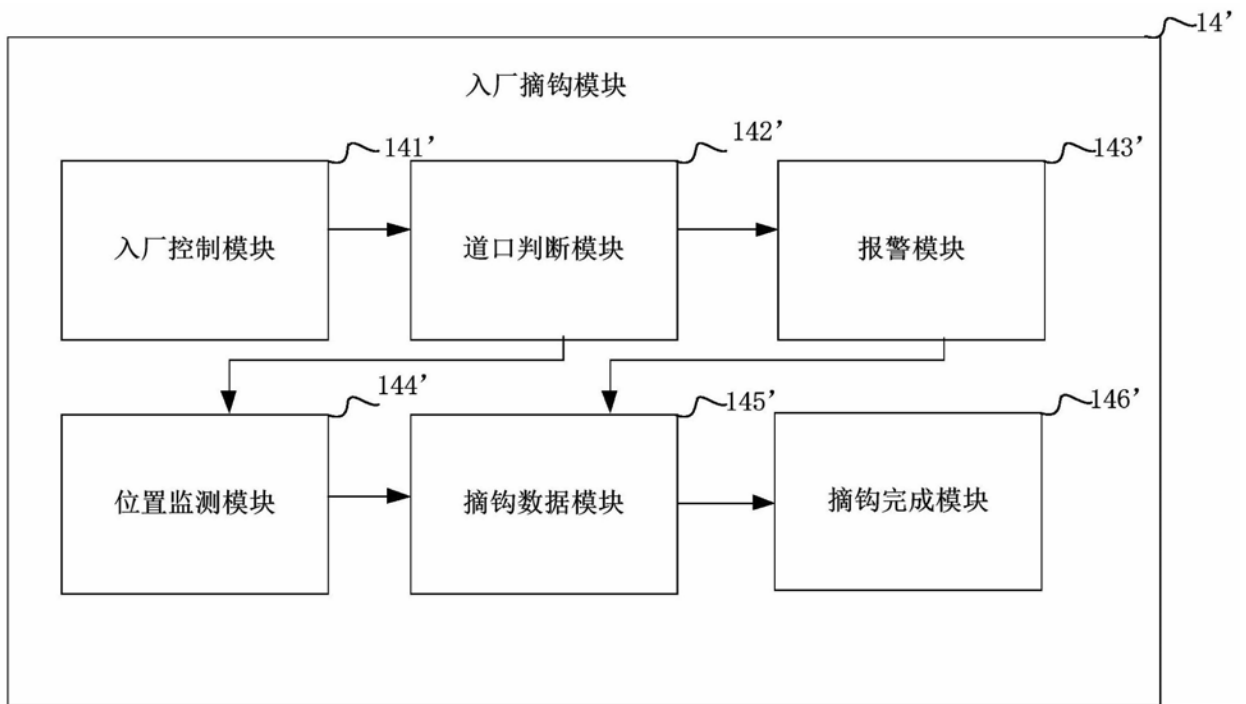 14’
入厂摘钩模块
141’
142’
143’
入厂控制模块
道口判断模块
报警模块
144’
145’
146’
位置监测模块
摘钩数据模块
摘钩完成模块